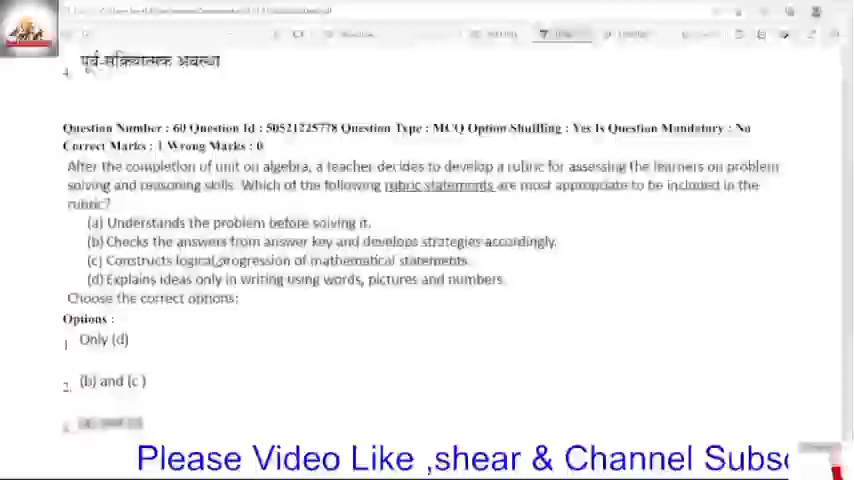 पूर्व-सक्रियात्मक अवस्था
4.
Question Number : 60 Question Id : 50521225778 Question Type : MCQ Option Shuffling : Yes Is Question Mandatory : No
Correct Marks : 1 Wrong Marks : 0
After the completion of unit on algebra, a teacher decides to develop a rubric for assessing the learners on problem
solving and reasoning skills. Which of the following rubric statements are most appropriate to be included in the
rubric?
(a) Understands the problem before solving it.
(b) Checks the answers from answer key and develops strategies accordingly.
(c) Constructs logical progression of mathematical statements.
(d) Explains ideas only in writing using words, pictures and numbers.
Choose the correct options:
Options :
1. Only (d)
2. (b) and (c )
Please Video Like ,shear & Channel Subsc